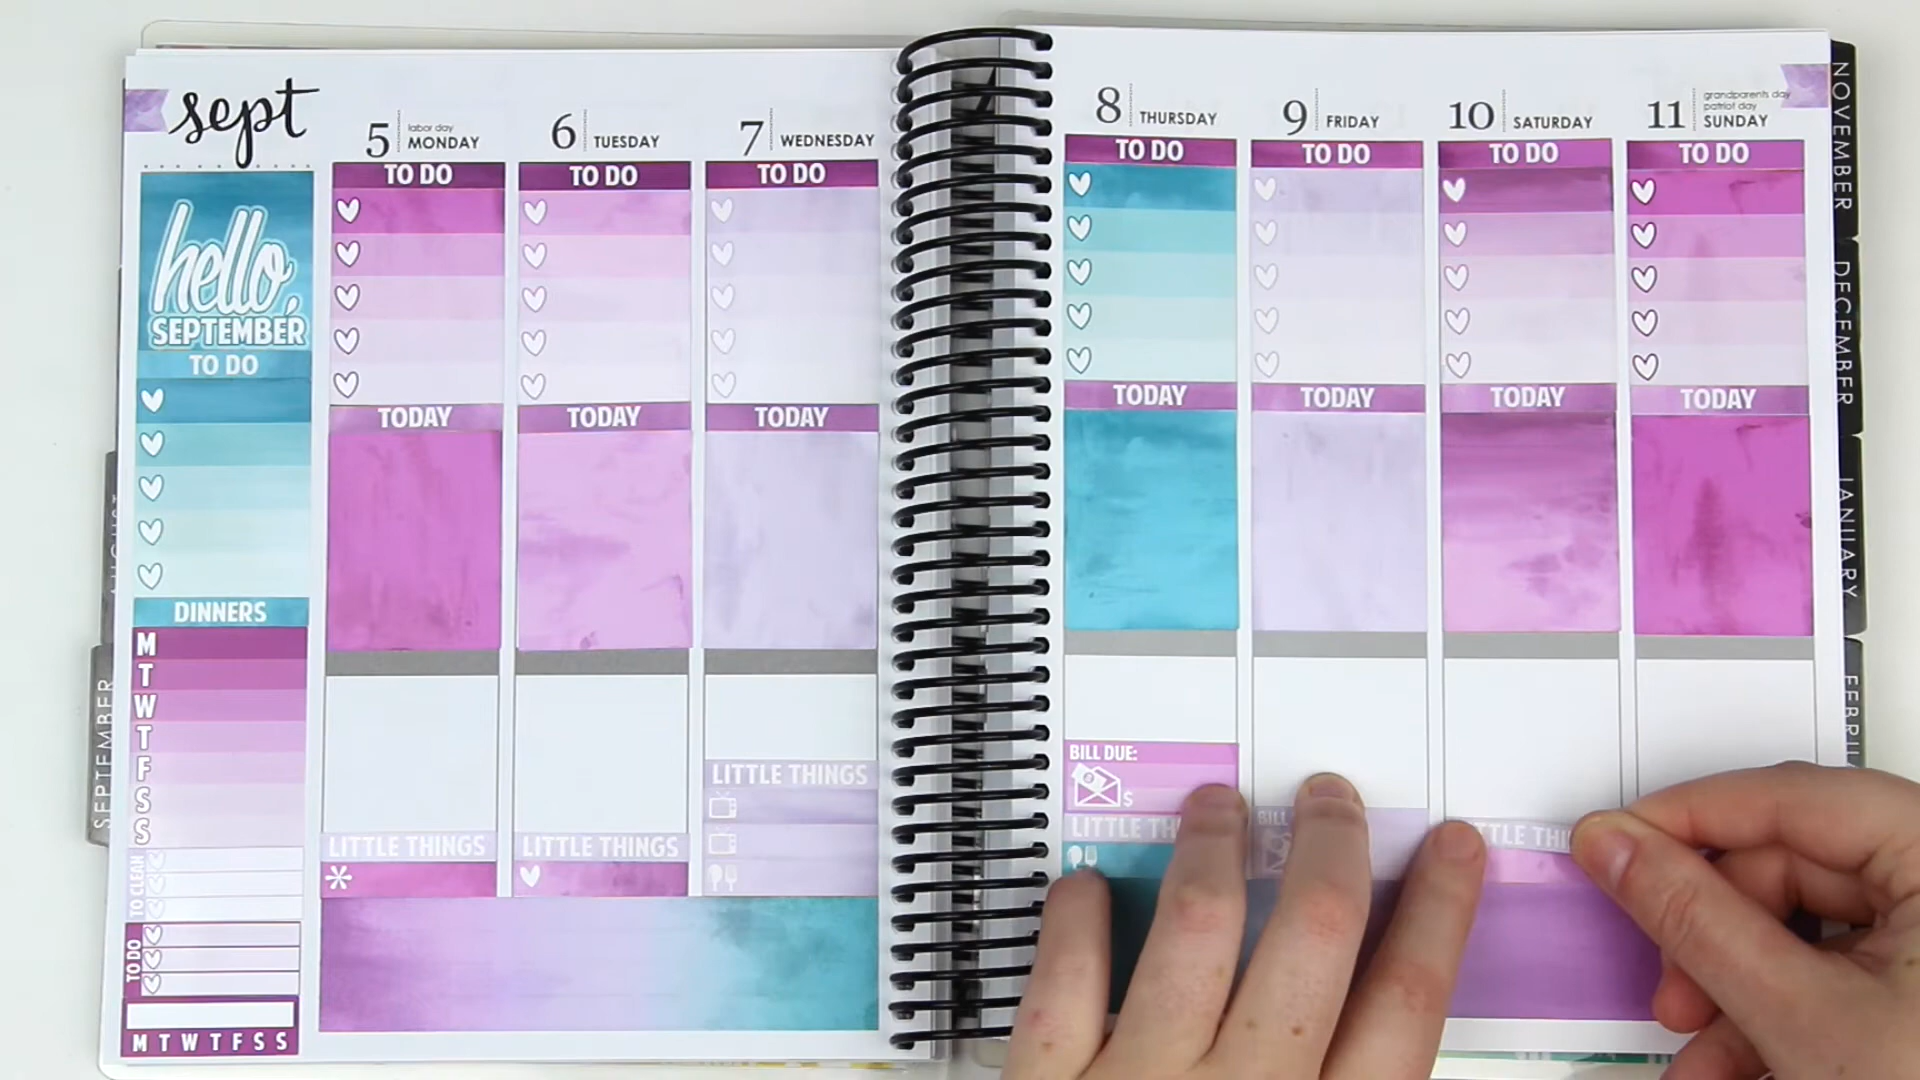 sept
hello,
SEPTEMBER
TO DO
DINNERS
M
T
W
T
F
S
S
TO CLEAN
TO DO
M T W T F S S
5 labor day
MONDAY
TO DO
TODAY
LITTLE THINGS
6 TUESDAY
TO DO
TODAY
LITTLE THINGS
7 WEDNESDAY
TO DO
TODAY
LITTLE THINGS
8 THURSDAY
TO DO
TODAY
BILL DUE:
$
LITTLE
9 FRIDAY
TO DO
TODAY
BILL
10 SATURDAY
TO DO
TODAY
11 grandparents day
patriot day
SUNDAY
TO DO
TODAY
AUGUST
SEPTEMBER
NOVEMBER
DECEMBER
JANUARY